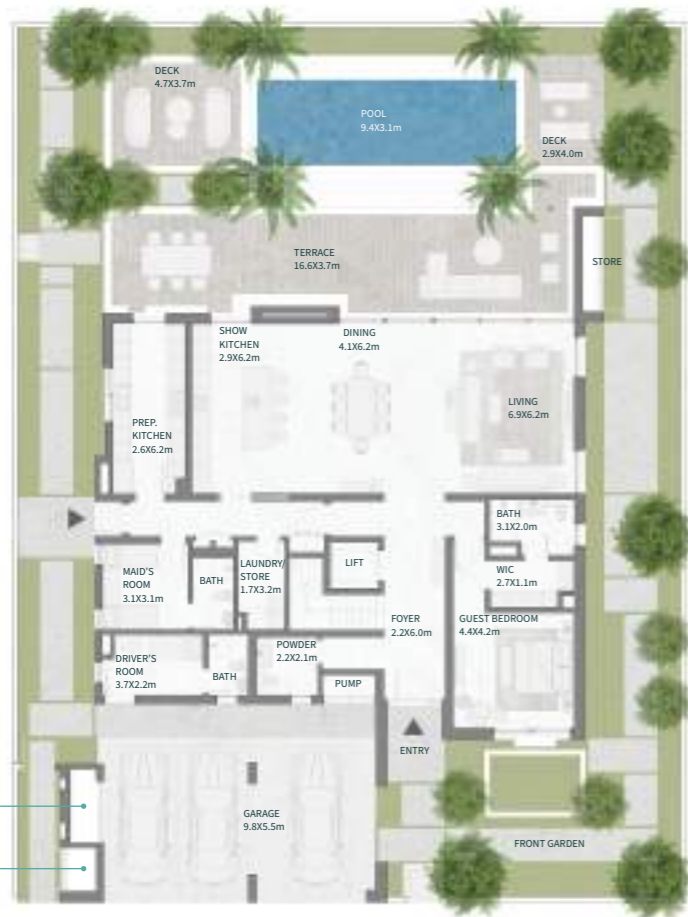 DECK
4.7X3.7m
POOL
9.4X3.1m
DECK
2.9X4.0m
TERRACE
16.6X3.7m
STORE
SHOW
KITCHEN
2.9X6.2m
DINING
4.1X6.2m
LIVING
6.9X6.2m
PREP.
KITCHEN
2.6X6.2m
BATH
3.1X2.0m
MAID'S
ROOM
3.1X3.1m
BATH
LAUNDRY/
STORE
1.7X3.2m
LIFT
WIC
2.7X1.1m
FOYER
2.2X6.0m
GUEST BEDROOM
4.4X4.2m
DRIVER'S
ROOM
3.7X2.2m
BATH
POWDER
2.2X2.1m
PUMP
ENTRY
GARAGE
9.8X5.5m
FRONT GARDEN